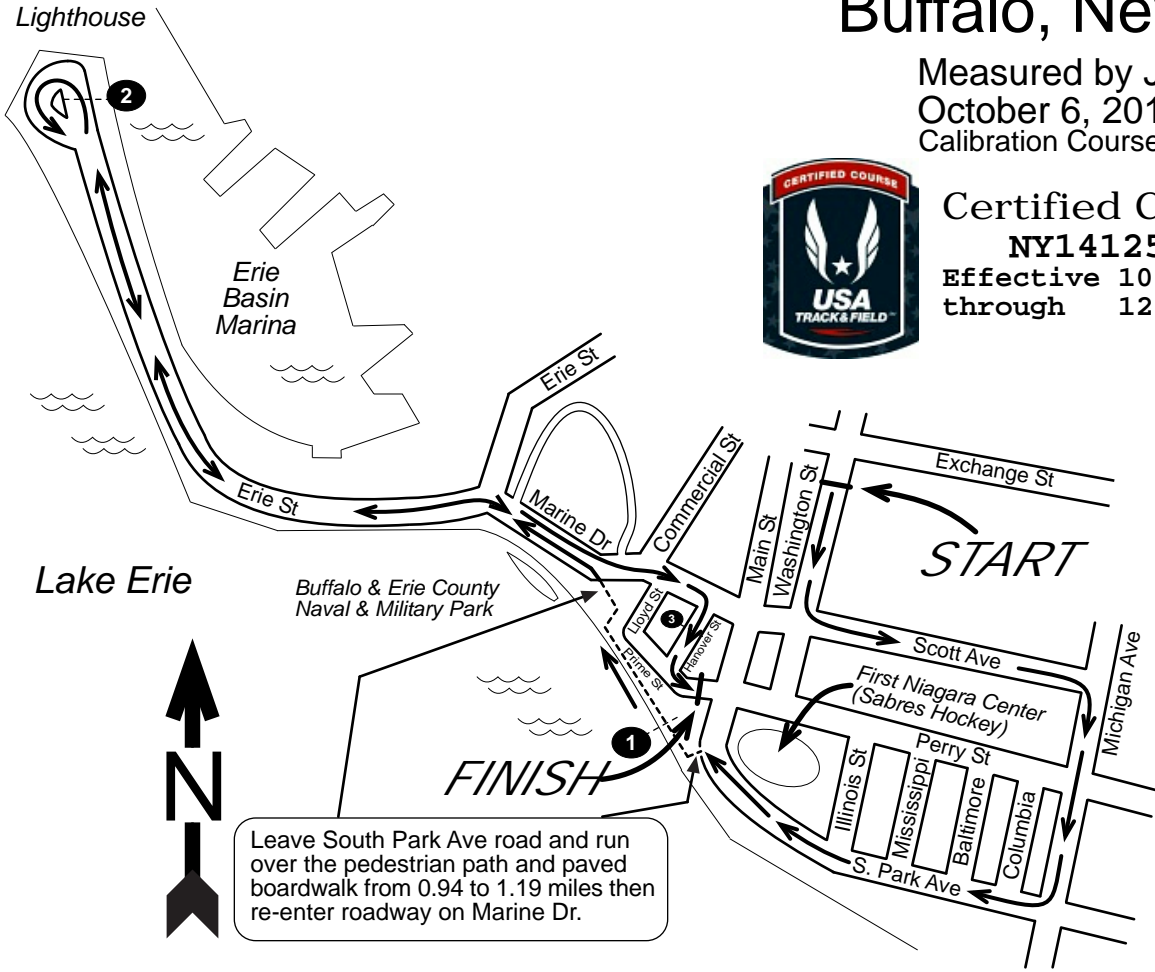 Lighthouse
Buffalo, Ne
Measured by J
October 6, 201
Calibration Course
CERTIFIED COURSE
USA
TRACK & FIELD
Certified C
NY14125
Effective 10
through 12
2
Erie
Basin
Marina
Erie St
Exchange St
Commercial St
Main St
Washington St
Erie St
Marine Dr
START
Lake Erie
Buffalo & Erie County
Naval & Military Park
Lloyd St
3
Hanover St
Prime St
Scott Ave
Michigan Ave
First Niagara Center
(Sabres Hockey)
N
1
FINISH
Perry St
Illinois St
Mississippi
Baltimore
Columbia
S. Park Ave
Leave South Park Ave road and run
over the pedestrian path and paved
boardwalk from 0.94 to 1.19 miles then
re-enter roadway on Marine Dr.